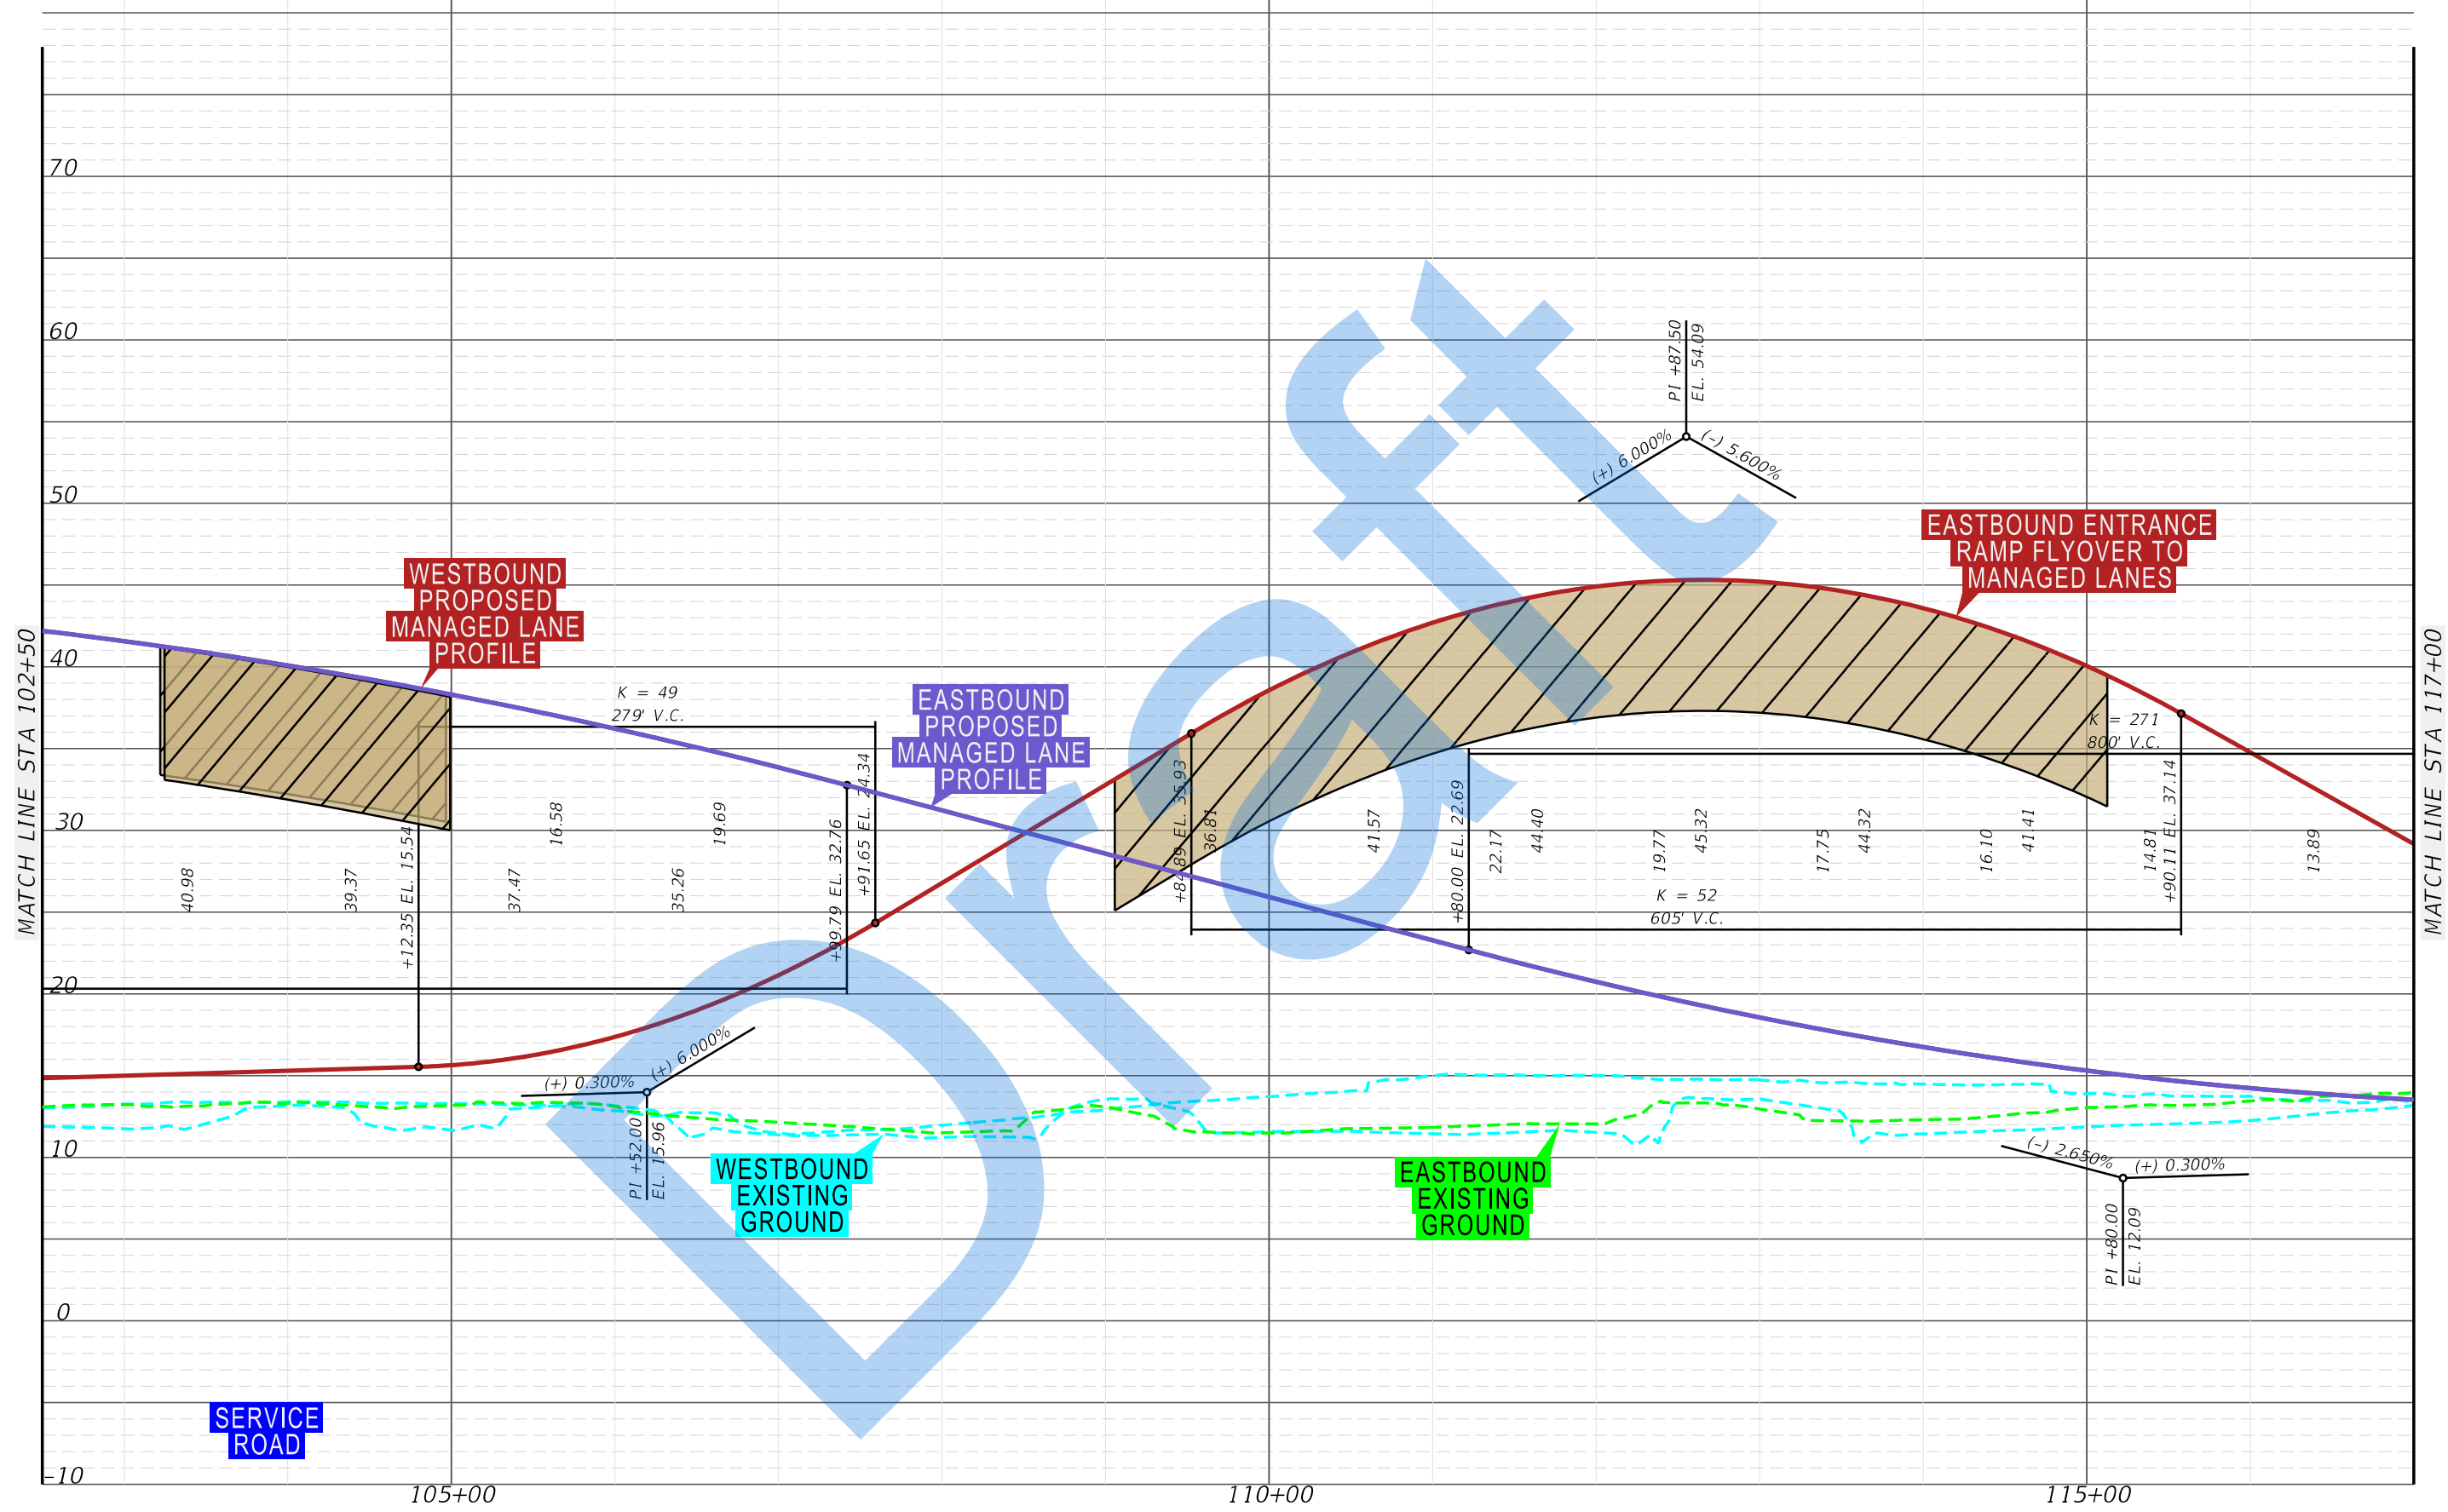 70
60
50
40
30
20
10
0
-10
105+00
110+00
115+00
MATCH LINE STA 102+50
MATCH LINE STA 117+00
WESTBOUND
PROPOSED
MANAGED LANE
PROFILE
EASTBOUND
PROPOSED
MANAGED LANE
PROFILE
EASTBOUND ENTRANCE
RAMP FLYOVER TO
MANAGED LANES
WESTBOUND
EXISTING
GROUND
EASTBOUND
EXISTING
GROUND
SERVICE
ROAD
Draft
K = 49
279' V.C.
K = 271
800' V.C.
K = 52
605' V.C.
PI +87.50
EL. 54.09
(+) 6.000%
(-) 5.600%
PI +52.00
EL. 15.96
(+) 0.300%
(+) 6.000%
PI +80.00
EL. 12.09
(-) 2.650%
(+) 0.300%
+12.35 EL. 15.54
+99.79 EL. 32.76
+91.65 EL. 24.34
+84.89 EL. 35.93
+80.00 EL. 22.69
+90.11 EL. 37.14
40.98
39.37
37.47
16.58
35.26
19.69
36.81
41.57
22.17
44.40
19.77
45.32
17.75
44.32
16.10
41.41
14.81
13.89